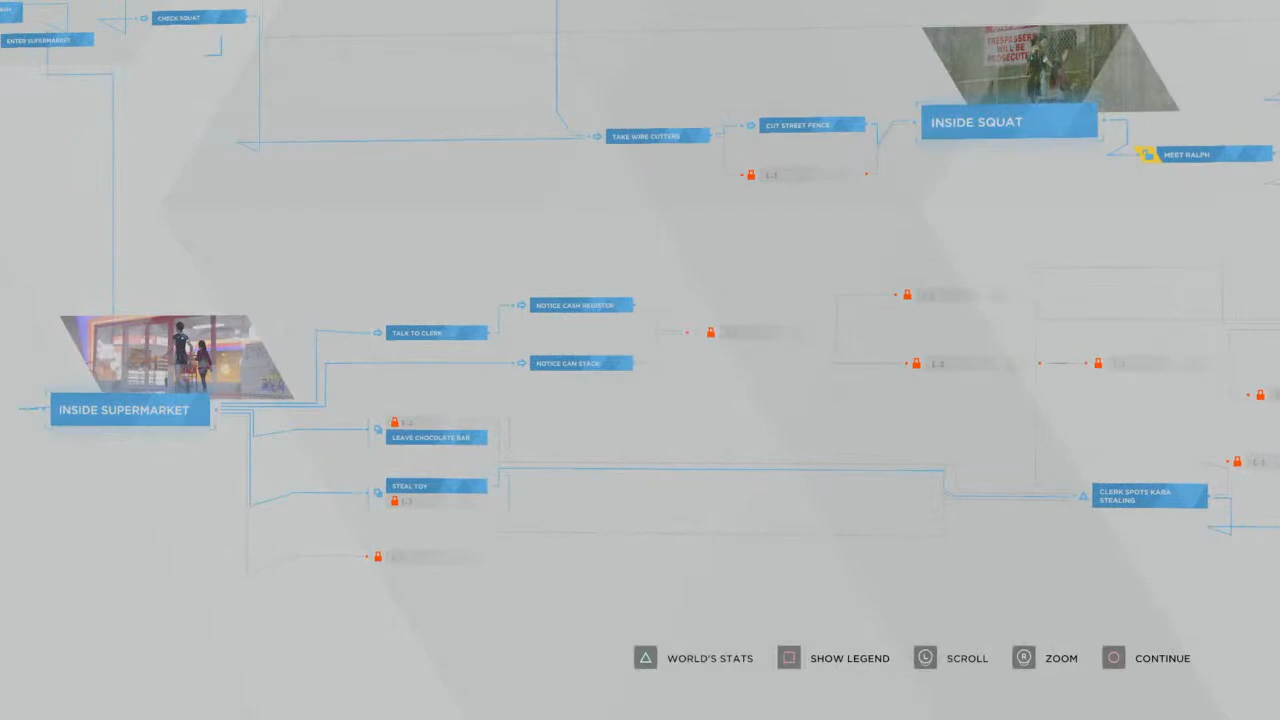 CHECK SQUAT
ENTER SUPERMARKET
TRESPASSERS
WILL BE
PROSECUTED
TAKE WIRE CUTTERS
CUT STREET FENCE
INSIDE SQUAT
MEET RALPH
NOTICE CASH REGISTER
TALK TO CLERK
NOTICE CAN STACK
INSIDE SUPERMARKET
LEAVE CHOCOLATE BAR
STEAL TOY
CLERK SPOTS KARA
STEALING
WORLD'S STATS
SHOW LEGEND
L
SCROLL
R
ZOOM
CONTINUE